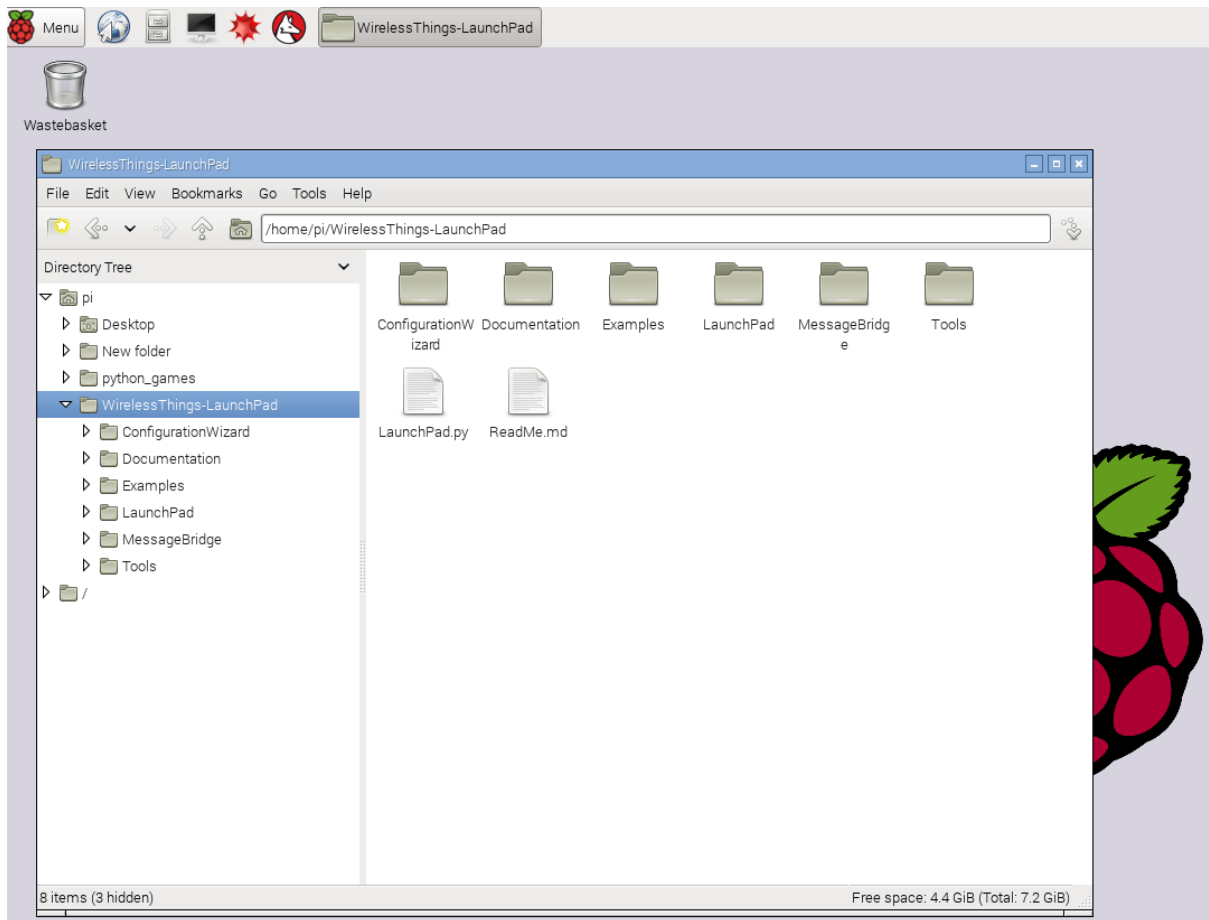 Menu WirelessThings-LaunchPad
Wastebasket
WirelessThings-LaunchPad
File Edit View Bookmarks Go Tools Help
/home/pi/WirelessThings-LaunchPad
Directory Tree
pi
Desktop
New folder
python_games
WirelessThings-LaunchPad
ConfigurationWizard
Documentation
Examples
LaunchPad
MessageBridge
Tools
/
ConfigurationW Documentation Examples LaunchPad MessageBridg Tools
izard e
LaunchPad.py ReadMe.md
8 items (3 hidden) Free space: 4.4 GiB (Total: 7.2 GiB)